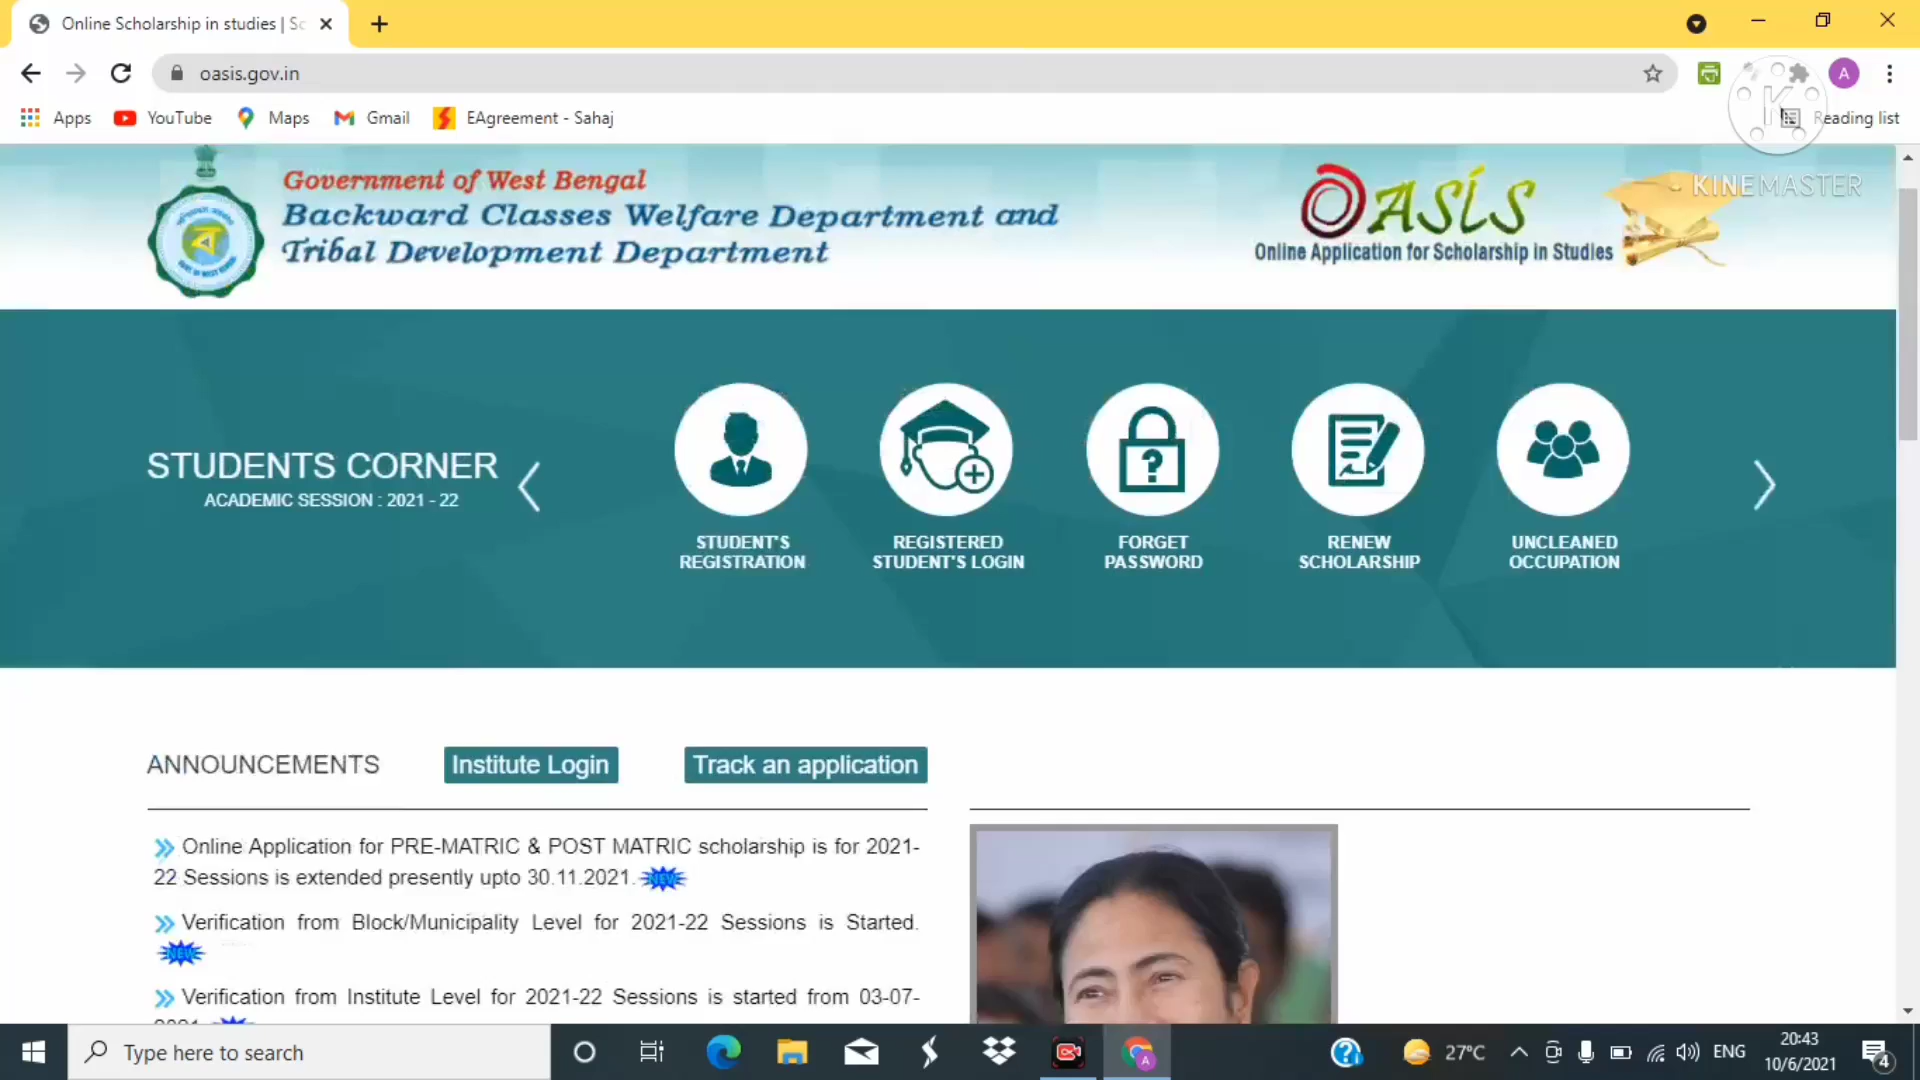 Online Scholarship in studies | Sc
oasis.gov.in
A
Apps YouTube Maps Gmail EAgreement - Sahaj Reading list
Government of West Bengal
Backward Classes Welfare Department and
Tribal Development Department
OASIS
Online Application for Scholarship in Studies
KINEMASTER
STUDENTS CORNER
ACADEMIC SESSION : 2021 - 22
STUDENT'S
REGISTRATION
REGISTERED
STUDENT'S LOGIN
FORGET
PASSWORD
RENEW
SCHOLARSHIP
UNCLEANED
OCCUPATION
ANNOUNCEMENTS Institute Login Track an application
Online Application for PRE-MATRIC & POST MATRIC scholarship is for 2021-
22 Sessions is extended presently upto 30.11.2021. NEW
Verification from Block/Municipality Level for 2021-22 Sessions is Started.
NEW
Verification from Institute Level for 2021-22 Sessions is started from 03-07-
Type here to search
27°C
ENG
20:43
10/6/2021
4